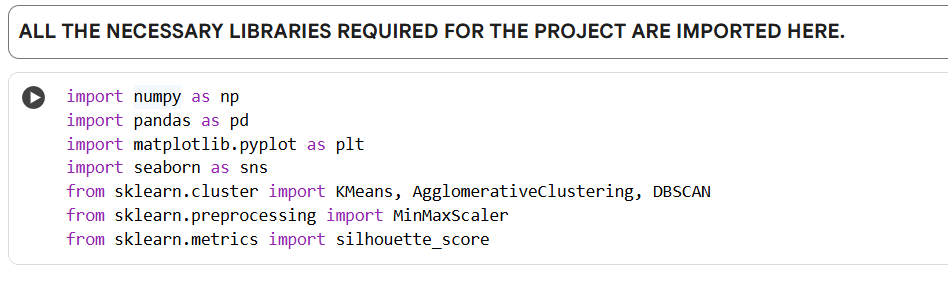 ALL THE NECESSARY LIBRARIES REQUIRED FOR THE PROJECT ARE IMPORTED HERE.
import numpy as np
import pandas as pd
import matplotlib.pyplot as plt
import seaborn as sns
from sklearn.cluster import KMeans, AgglomerativeClustering, DBSCAN
from sklearn.preprocessing import MinMaxScaler
from sklearn.metrics import silhouette_score